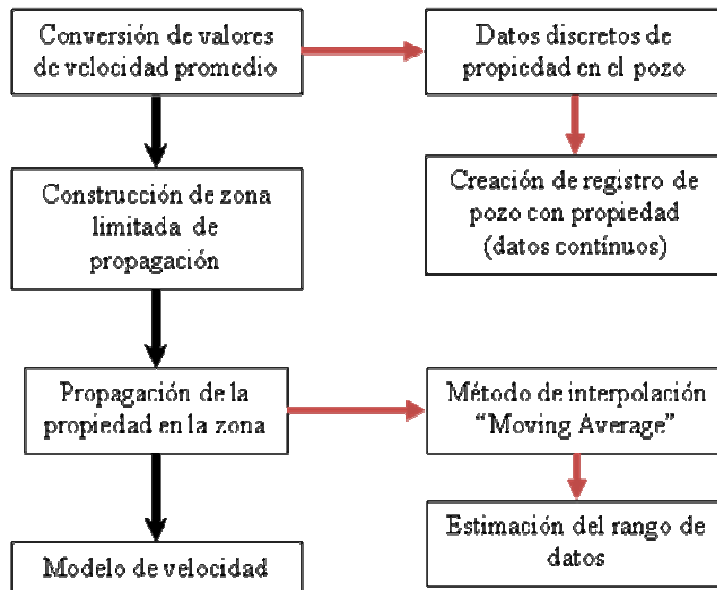 Conversión de valores
de velocidad promedio
Datos discretos de
propiedad en el pozo
Construcción de zona
limitada de
propagación
Creación de registro de
pozo con propiedad
(datos contínuos)
Propagación de la
propiedad en la zona
Método de interpolación
“Moving Average”
Modelo de velocidad
Estimación del rango de
datos